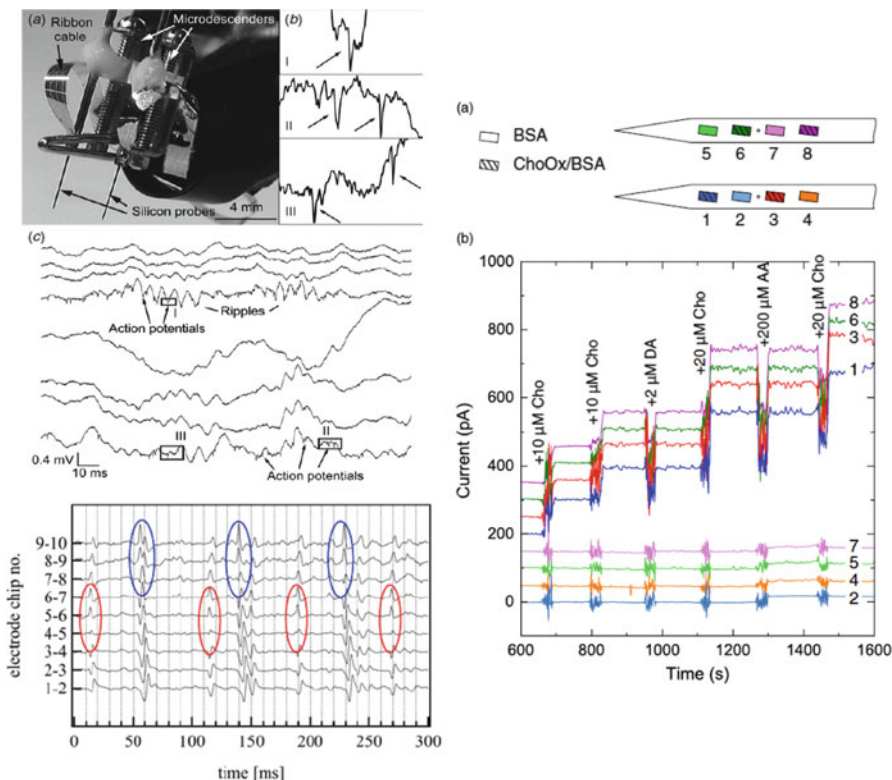 (a)
Ribbon
cable
Microdescenders
Silicon probes
4 mm
(b)
I
II
III
(c)
Action potentials
I
Ripples
III
II
Action potentials
0.4 mV
10 ms
electrode chip no.
9-10
8-9
7-8
6-7
5-6
4-5
3-4
2-3
1-2
0 50 100 150 200 250 300
time [ms]
(a)
BSA
ChoOx/BSA
5 6 7 8
1 2 3 4
(b)
Current (pA)
1000
800
600
400
200
0
+10 µM Cho
+10 µM Cho
+2 µM DA
+20 µM Cho
+200 µM AA
+20 µM Cho
8
6
3
1
7
5
4
2
600 800 1000 1200 1400 1600
Time (s)